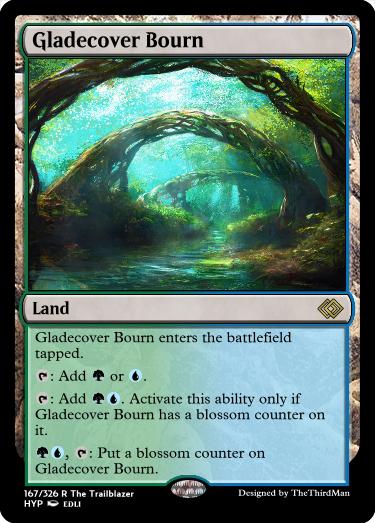 Gladecover Bourn
Land
Gladecover Bourn enters the battlefield
tapped.
: Add or .
: Add . Activate this ability only if
Gladecover Bourn has a blossom counter on
it.
, : Put a blossom counter on
Gladecover Bourn.
167/326 R The Trailblazer
HYP EDLI
Designed by TheThirdMan